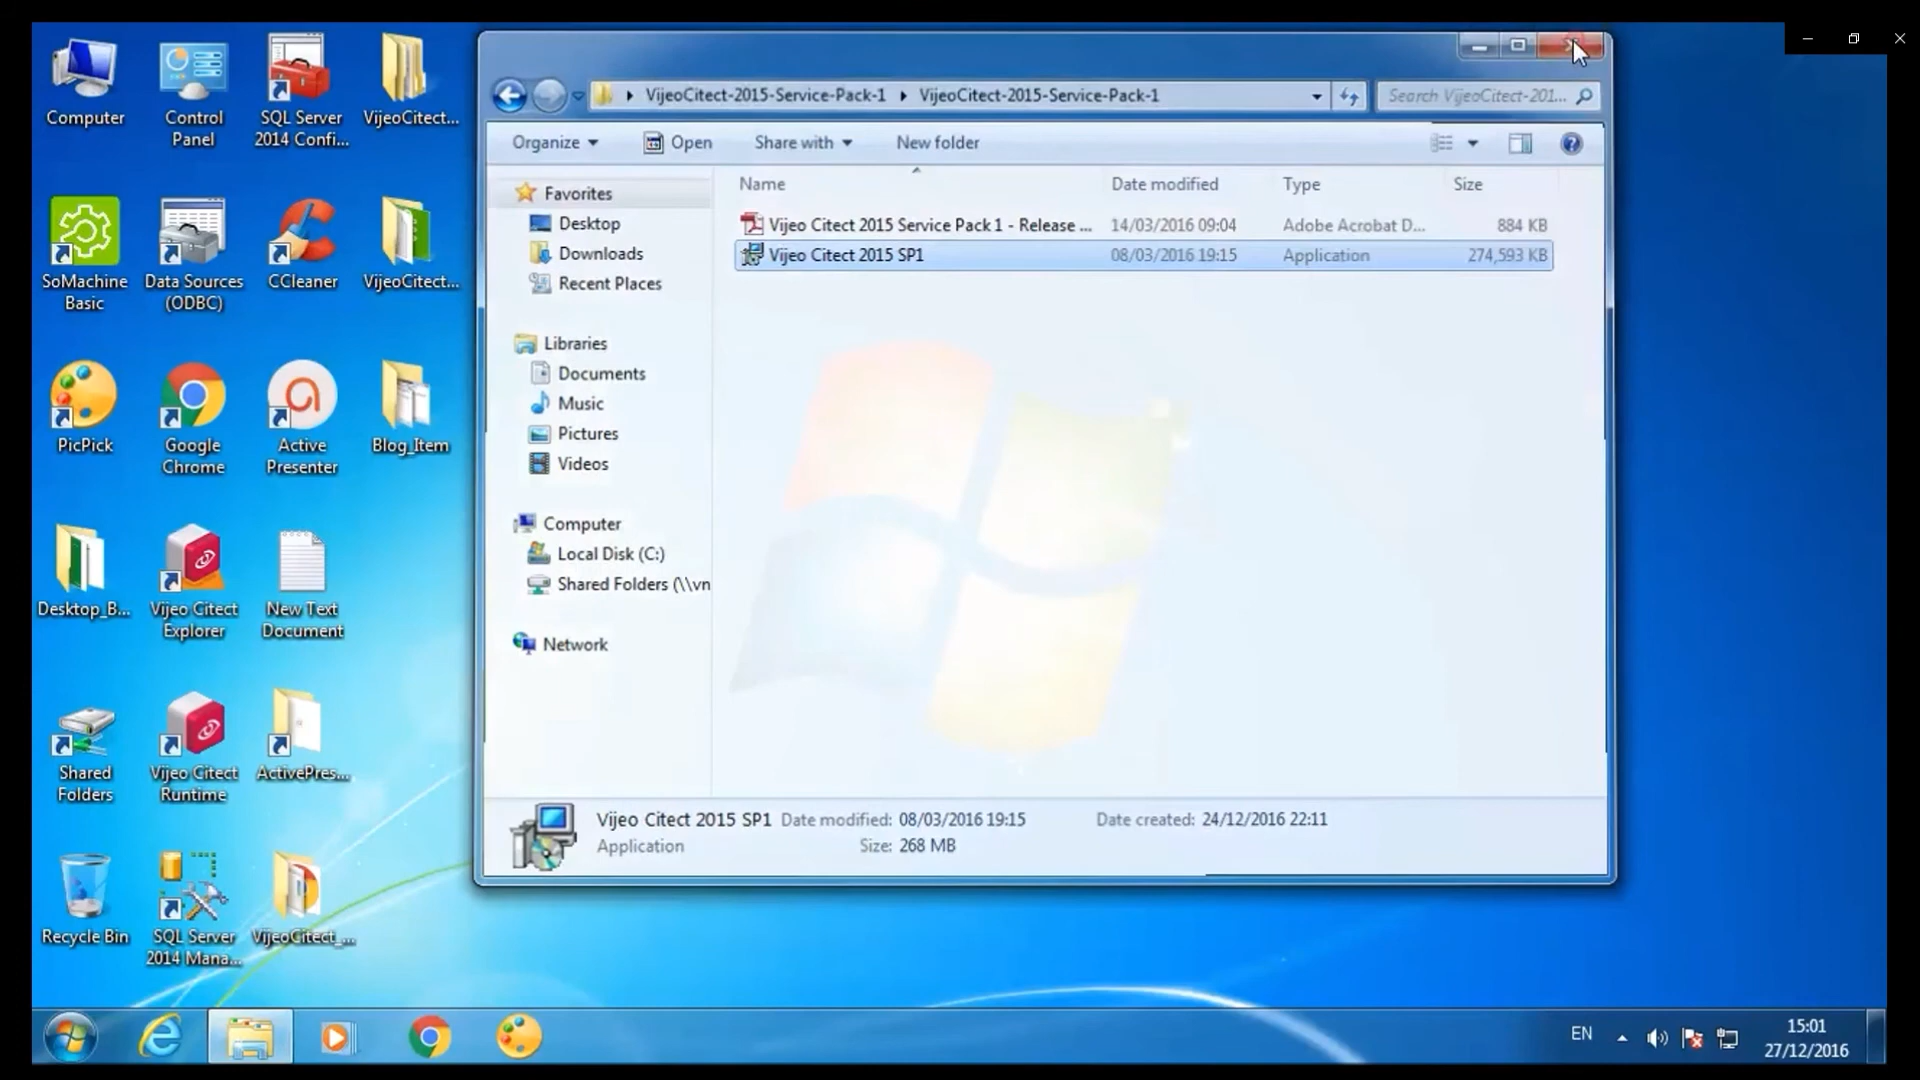 Computer
Control Panel
SQL Server 2014 Confi...
VijeoCitect...
SoMachine Basic
Data Sources (ODBC)
CCleaner
VijeoCitect...
PicPick
Google Chrome
Active Presenter
Blog_Item
Desktop_B...
Vijeo Citect Explorer
New Text Document
Shared Folders
Vijeo Citect Runtime
ActivePres...
Recycle Bin
SQL Server 2014 Mana...
VijeoCitect_...
VijeoCitect-2015-Service-Pack-1
VijeoCitect-2015-Service-Pack-1
Search VijeoCitect-201...
Organize
Open
Share with
New folder
Favorites
Desktop
Downloads
Recent Places
Libraries
Documents
Music
Pictures
Videos
Computer
Local Disk (C:)
Shared Folders (\\vn
Network
Name Date modified Type Size
Vijeo Citect 2015 Service Pack 1 - Release ... 14/03/2016 09:04 Adobe Acrobat D... 884 KB
Vijeo Citect 2015 SP1 08/03/2016 19:15 Application 274,593 KB
Vijeo Citect 2015 SP1 Date modified: 08/03/2016 19:15 Date created: 24/12/2016 22:11
Application Size: 268 MB
EN
15:01
27/12/2016